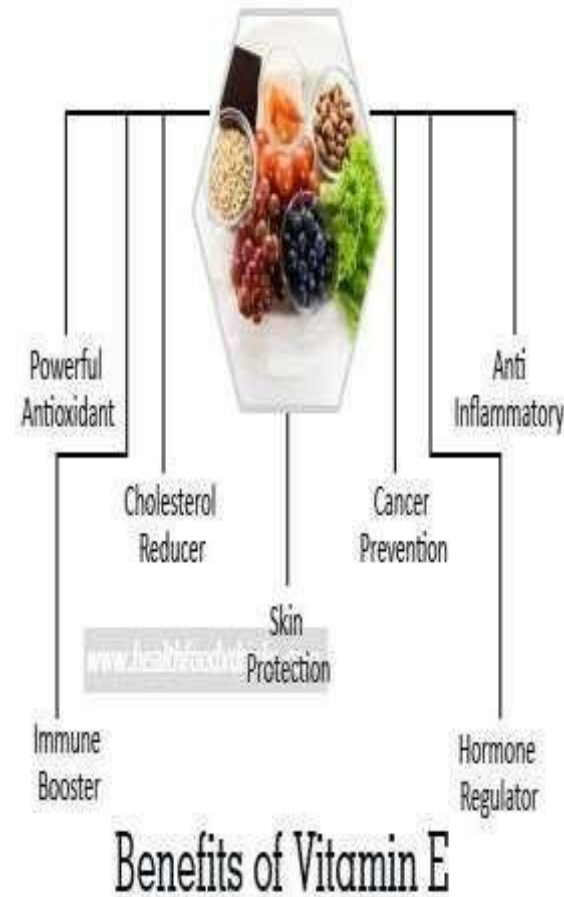 Powerful
Antioxidant
Anti
Inflammatory
Cholesterol
Reducer
Cancer
Prevention
Skin
Protection
Immune
Booster
Hormone
Regulator
Benefits of Vitamin E